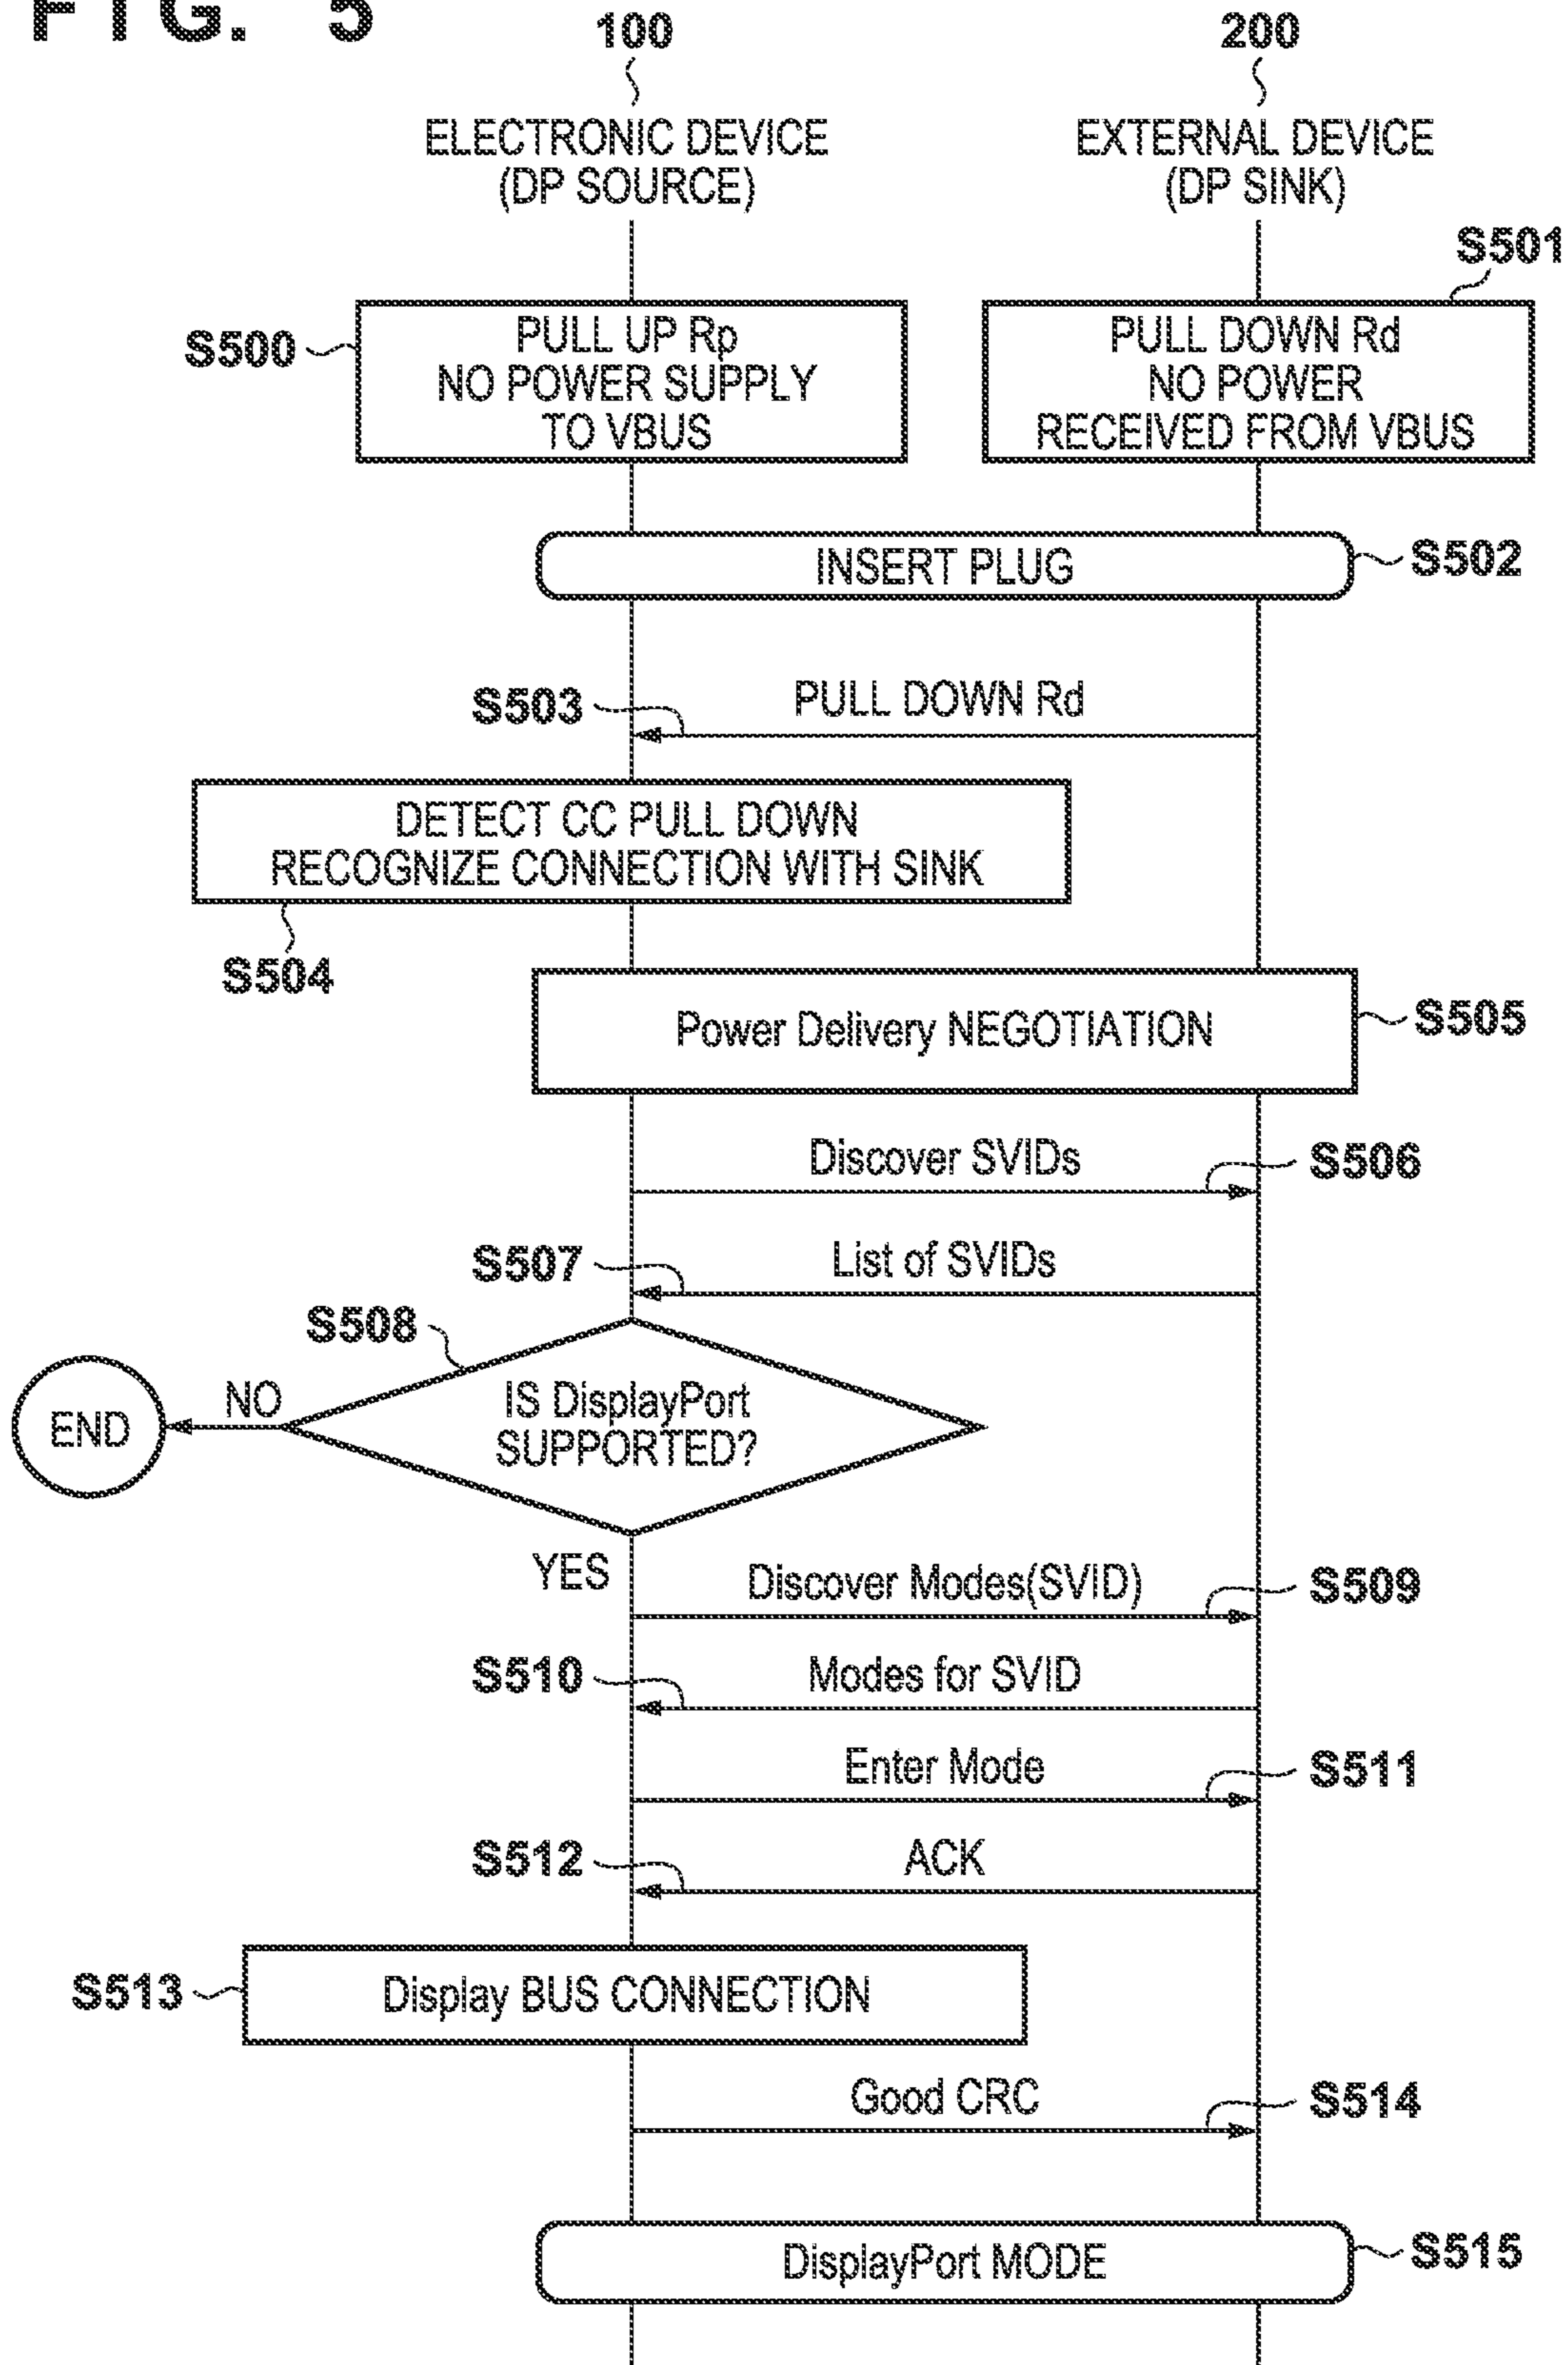 FIG. 5
100
200
ELECTRONIC DEVICE
(DP SOURCE)
EXTERNAL DEVICE
(DP SINK)
S501
S500
PULL UP Rp
NO POWER SUPPLY
TO VBUS
PULL DOWN Rd
NO POWER
RECEIVED FROM VBUS
INSERT PLUG
S502
S503
PULL DOWN Rd
DETECT CC PULL DOWN
RECOGNIZE CONNECTION WITH SINK
S504
Power Delivery NEGOTIATION
S505
Discover SVIDs
S506
S507
List of SVIDs
S508
IS DisplayPort
SUPPORTED?
NO
END
YES
Discover Modes(SVID)
S509
S510
Modes for SVID
Enter Mode
S511
S512
ACK
S513
Display BUS CONNECTION
Good CRC
S514
DisplayPort MODE
S515